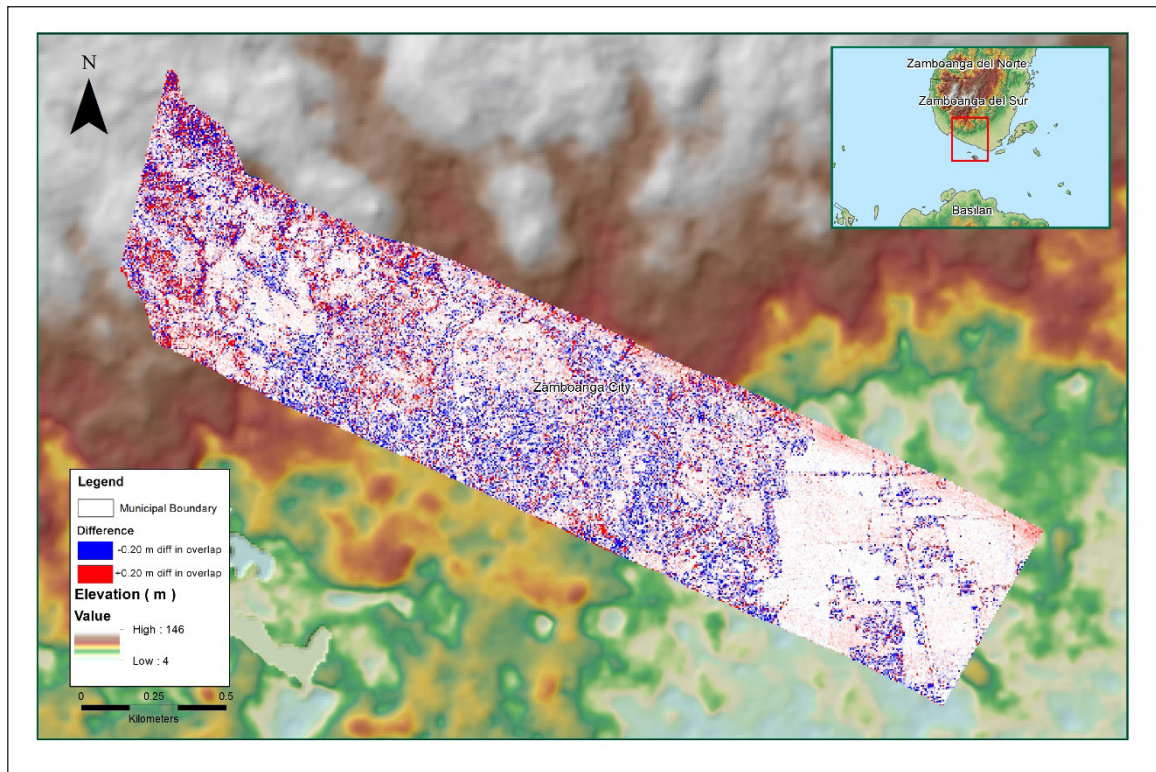 N
Zamboanga del Norte
Zamboanga del Sur
Basilan
Zamboanga City
Legend
Municipal Boundary
Difference
-0.20 m diff in overlap
+0.20 m diff in overlap
Elevation ( m )
Value
High : 146
Low : 4
0 0.25 0.5
Kilometers